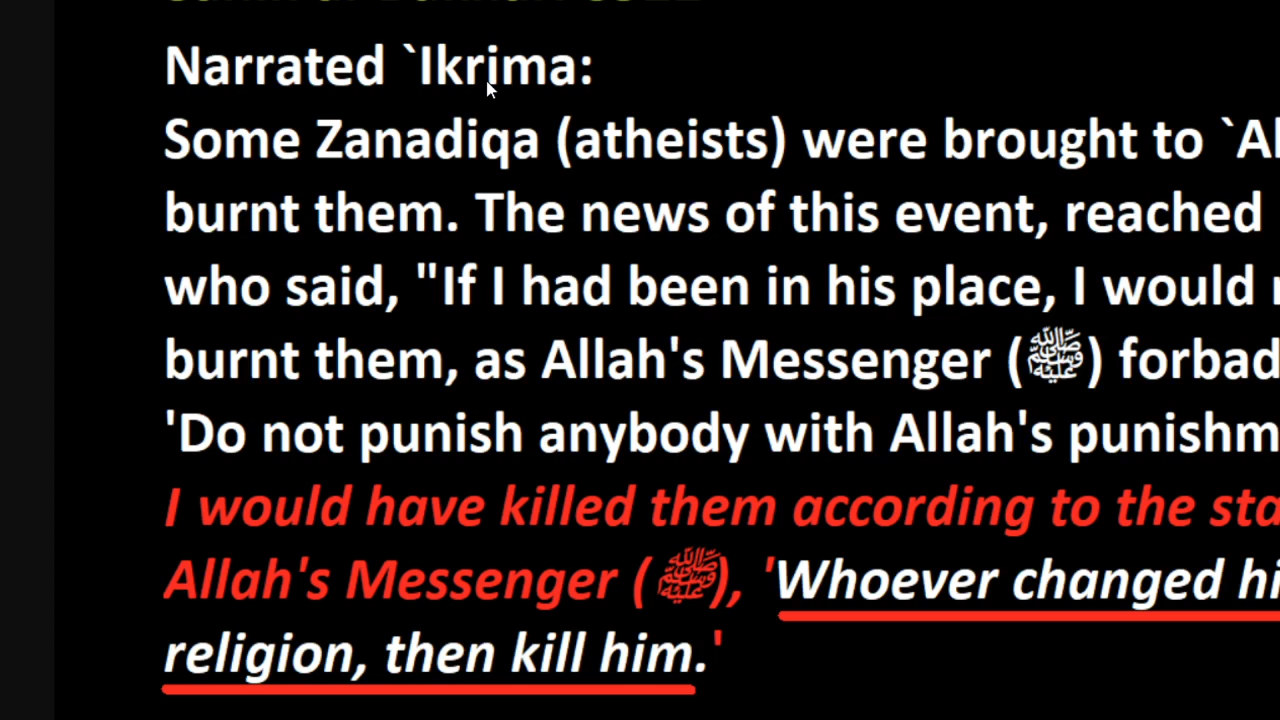 Narrated `Ikrima:
Some Zanadiqa (atheists) were brought to `Al
burnt them. The news of this event, reached
who said, "If I had been in his place, I would
burnt them, as Allah's Messenger (ﷺ) forbad
'Do not punish anybody with Allah's punishm
I would have killed them according to the sta
Allah's Messenger (ﷺ), 'Whoever changed hi
religion, then kill him.'